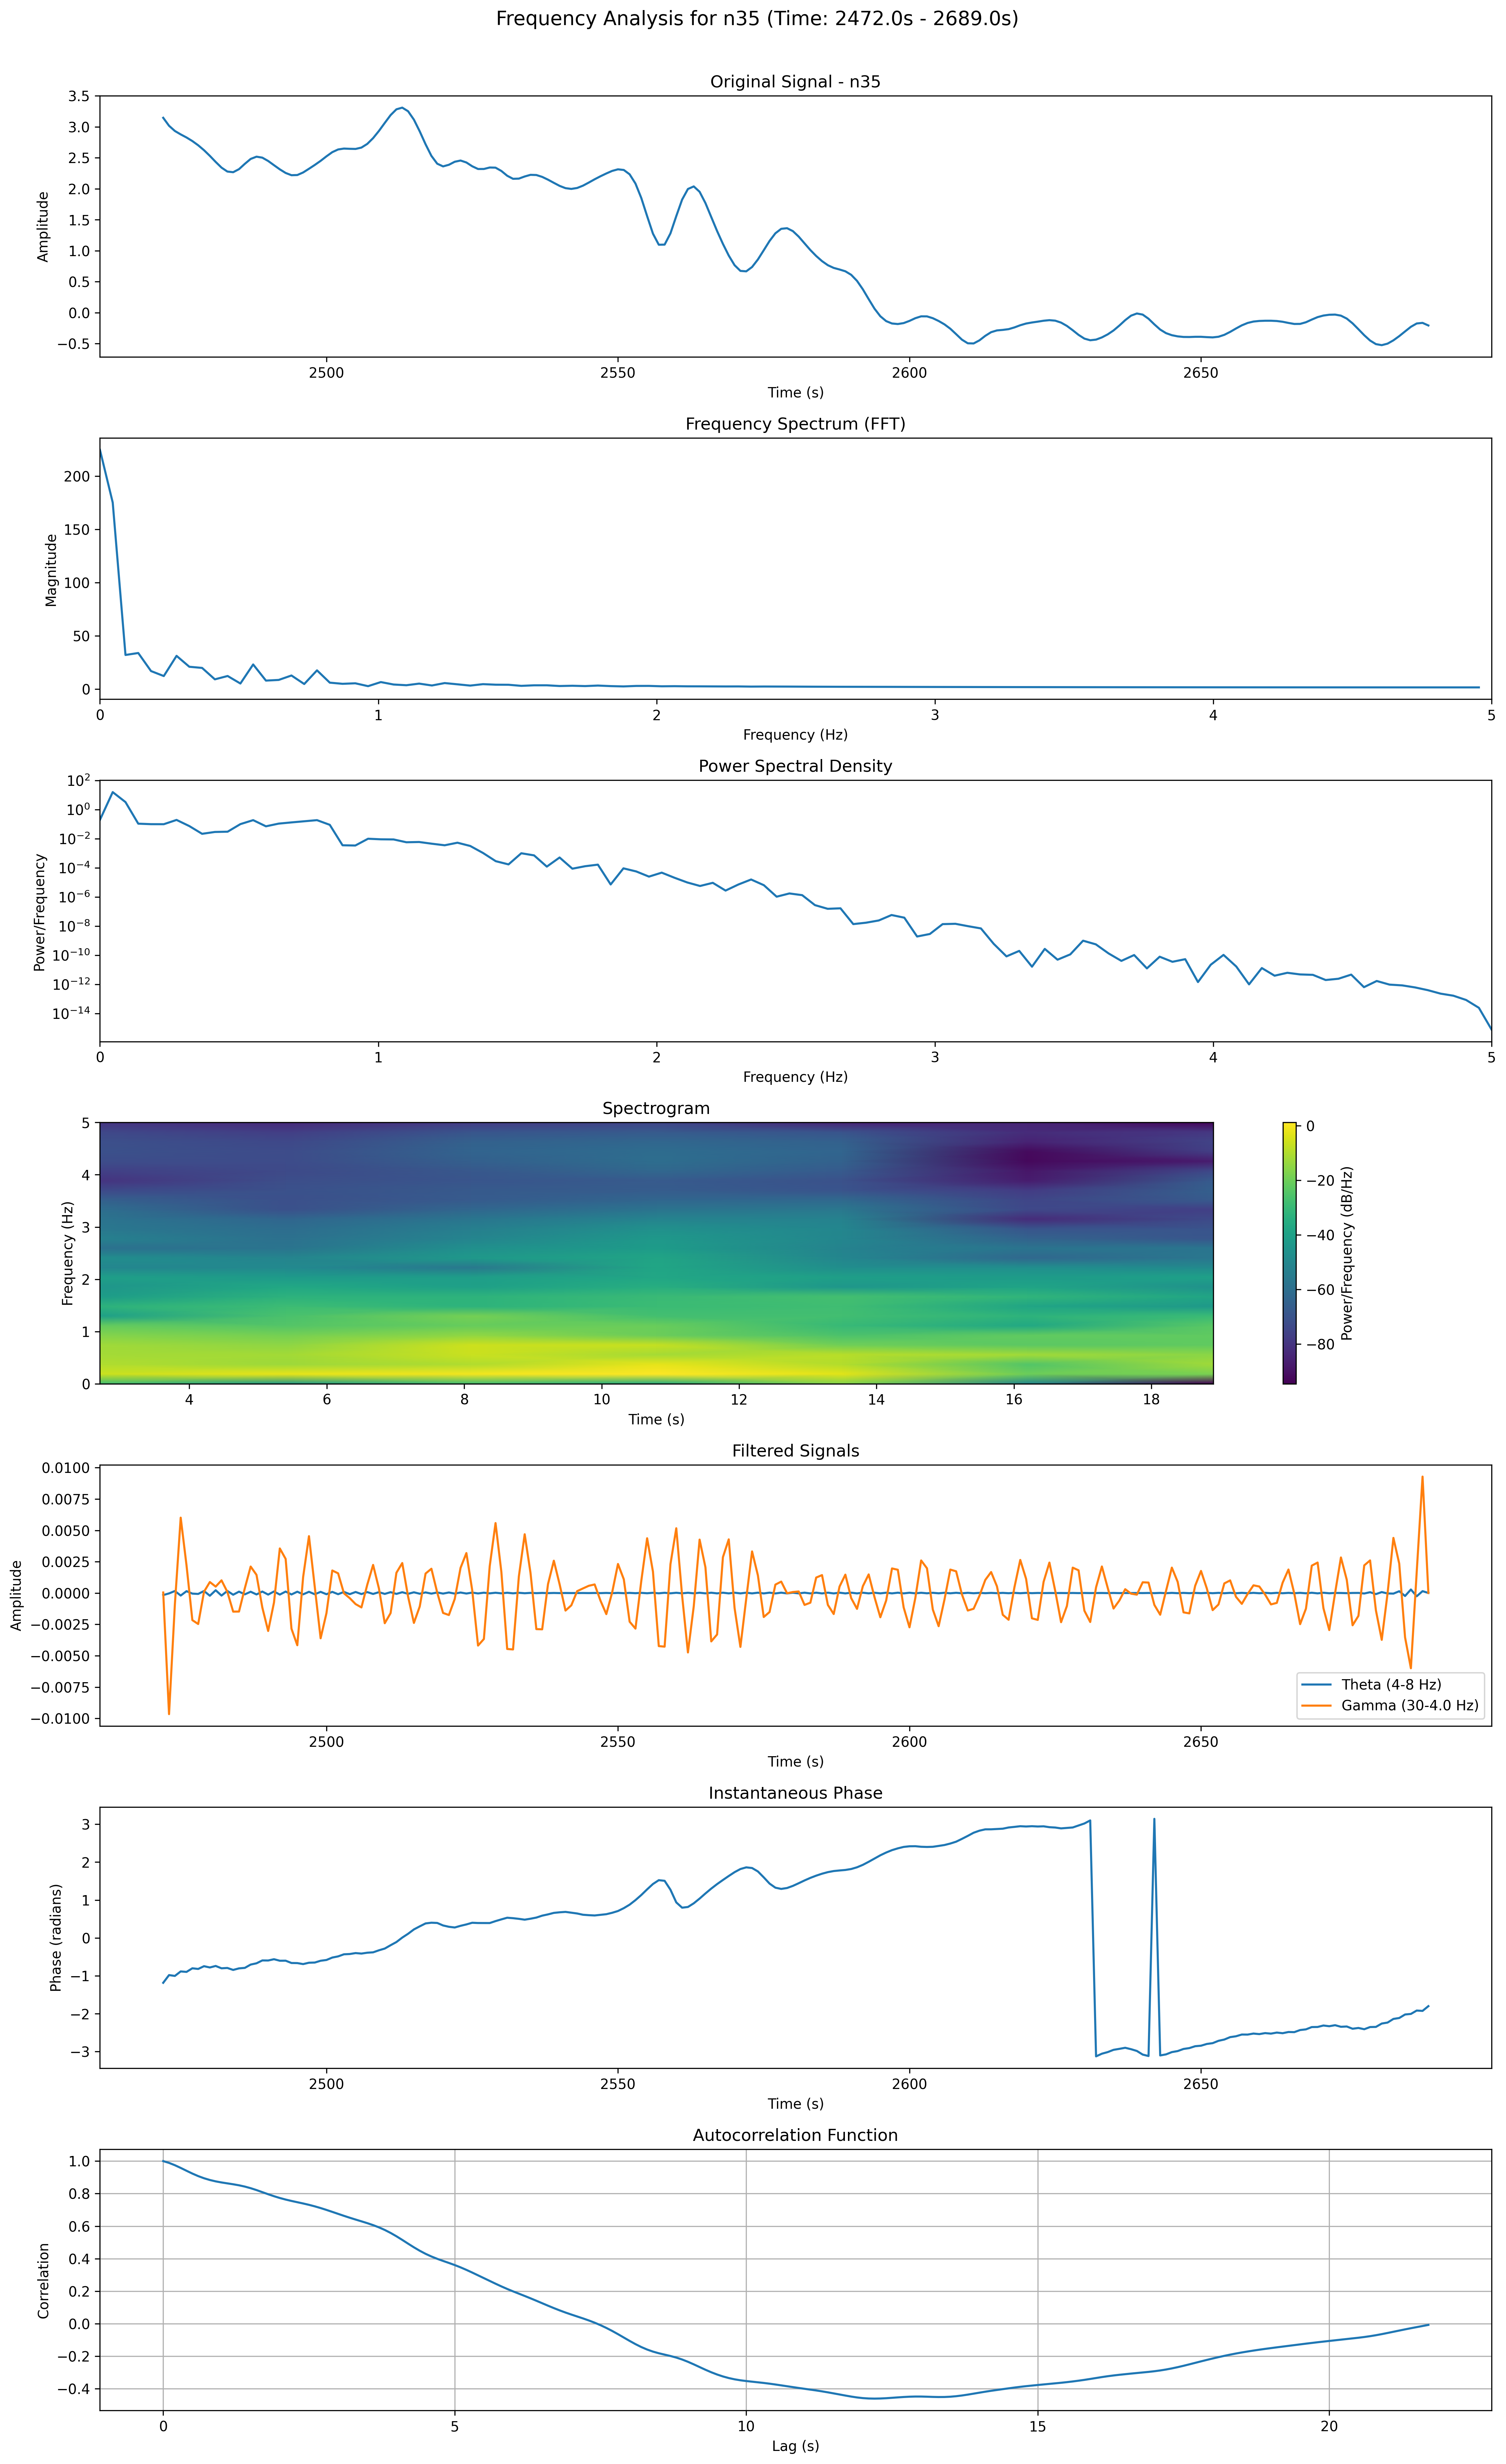 Frequency Analysis for n35 (Time: 2472.0s - 2689.0s)
Original Signal - n35
3.5
3.0
2.5
2.0
1.5
1.0
0.5
0.0
−0.5
Amplitude
2500 2550 2600 2650
Time (s)
Frequency Spectrum (FFT)
200
150
100
50
0
Magnitude
0 1 2 3 4 5
Frequency (Hz)
Power Spectral Density
10²
10⁰
10⁻²
10⁻⁴
10⁻⁶
10⁻⁸
10⁻¹⁰
10⁻¹²
10⁻¹⁴
Power/Frequency
0 1 2 3 4 5
Frequency (Hz)
Spectrogram
5
4
3
2
1
0
Frequency (Hz)
4 6 8 10 12 14 16 18
Time (s)
0
−20
−40
−60
−80
Power/Frequency (dB/Hz)
Filtered Signals
0.0100
0.0075
0.0050
0.0025
0.0000
−0.0025
−0.0050
−0.0075
−0.0100
Amplitude
Theta (4-8 Hz)
Gamma (30-4.0 Hz)
2500 2550 2600 2650
Time (s)
Instantaneous Phase
3
2
1
0
−1
−2
−3
Phase (radians)
2500 2550 2600 2650
Time (s)
Autocorrelation Function
1.0
0.8
0.6
0.4
0.2
0.0
−0.2
−0.4
Correlation
0 5 10 15 20
Lag (s)